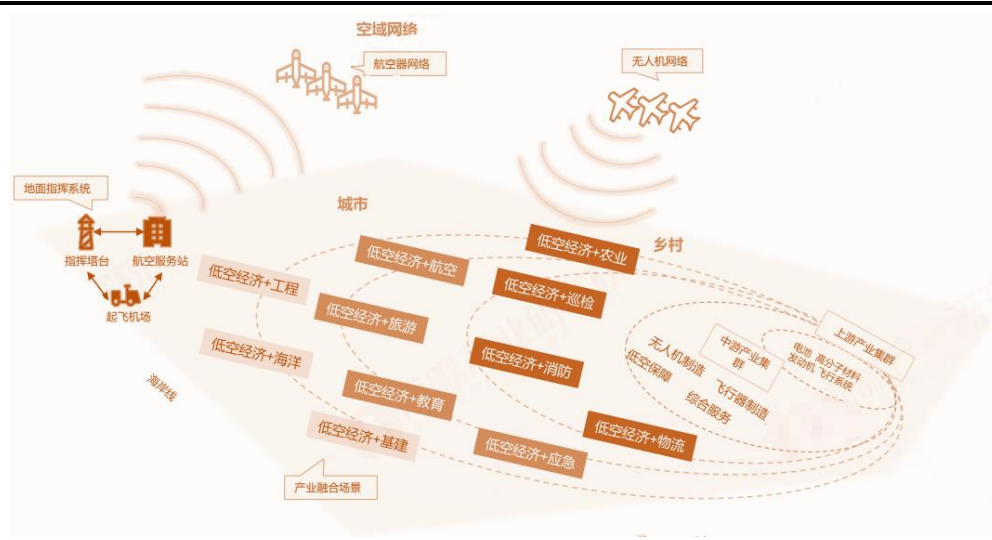 空域网络
航空器网络
无人机网络
地面指挥系统
指挥塔台
航空服务站
起飞机场
城市
乡村
低空经济+农业
低空经济+航空
低空经济+工程
低空经济+巡检
低空经济+旅游
低空经济+海洋
低空经济+消防
低空经济+教育
低空经济+基建
低空经济+应急
低空经济+物流
海岸线
产业融合场景
上游产业集群
电池 高分子材料
发动机 飞行系统
中游产业集
群
无人机制造
低空保障
飞行器制造
综合服务